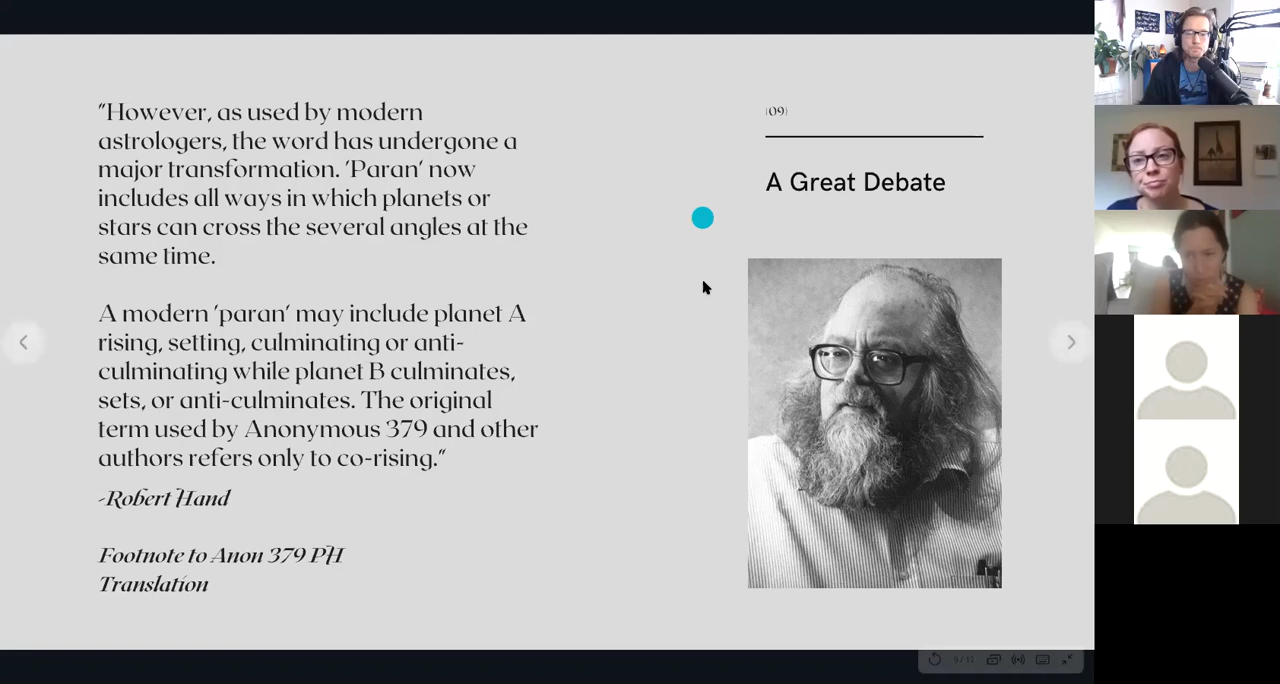 "However, as used by modern
astrologers, the word has undergone a
major transformation. 'Paran' now
includes all ways in which planets or
stars can cross the several angles at the
same time.
A modern 'paran' may include planet A
rising, setting, culminating or anti-
culminating while planet B culminates,
sets, or anti-culminates. The original
term used by Anonymous 379 and other
authors refers only to co-rising."
-Robert Hand
Footnote to Anon 379 PH
Translation
(09)
A Great Debate